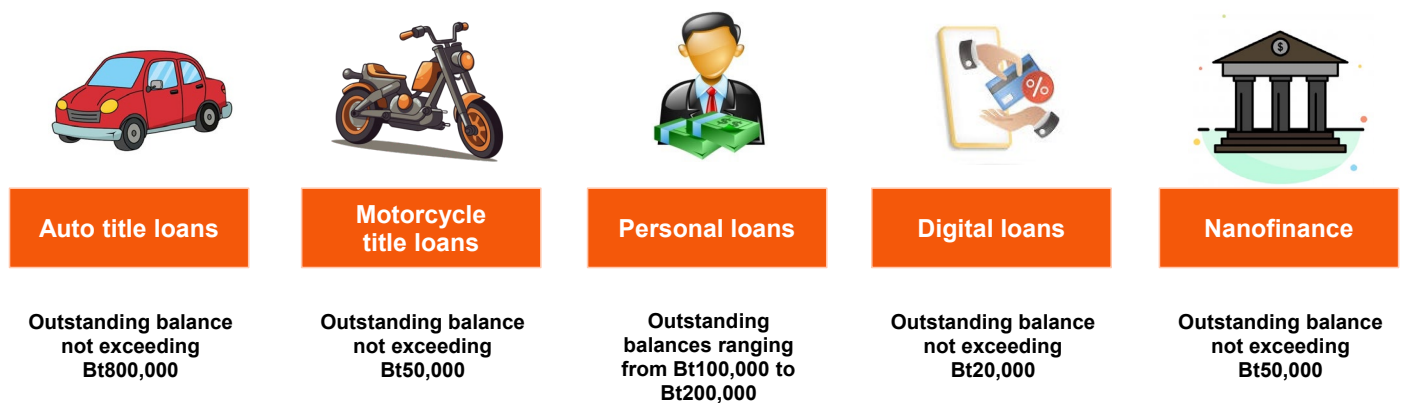 $
%
Auto title loans
Motorcycle
title loans
Personal loans
Digital loans
Nanofinance
Outstanding balance
not exceeding
Bt800,000
Outstanding balance
not exceeding
Bt50,000
Outstanding
balances ranging
from Bt100,000 to
Bt200,000
Outstanding balance
not exceeding
Bt20,000
Outstanding balance
not exceeding
Bt50,000